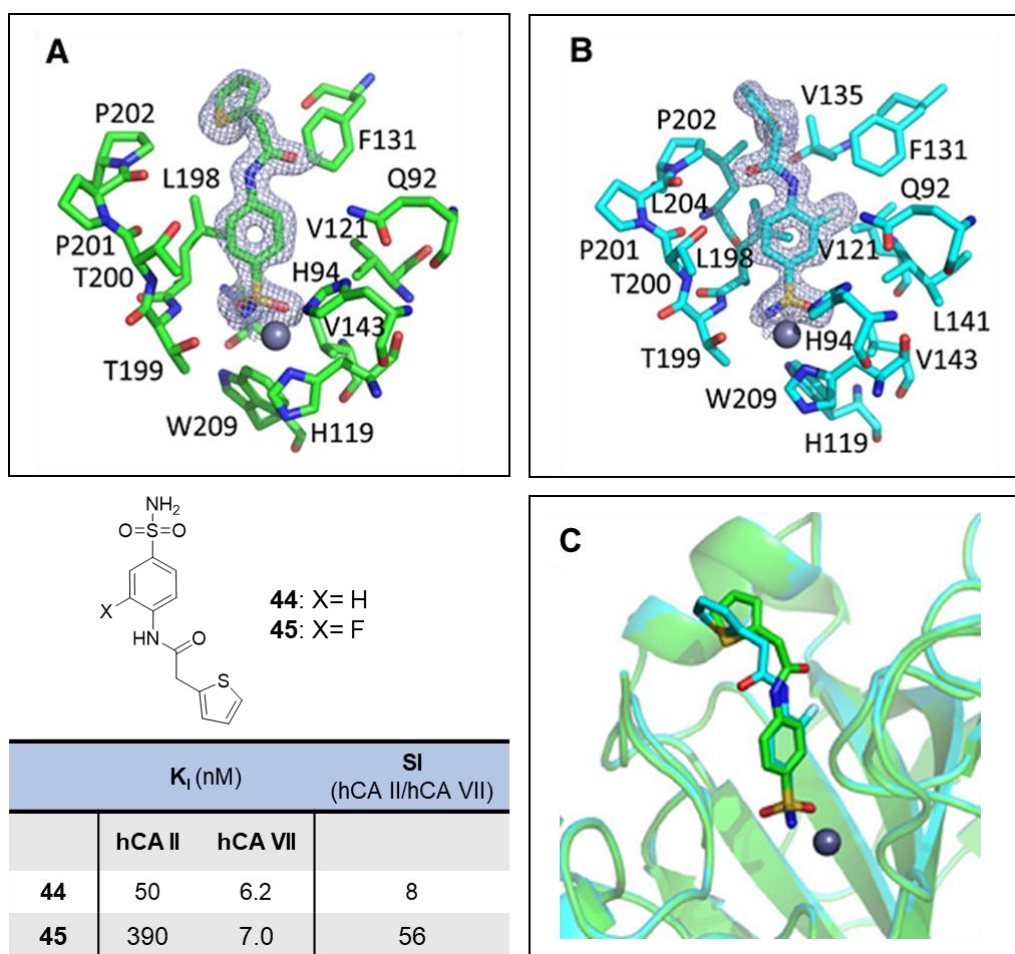 A
P202
F131
L198
Q92
P201
V121
T200
H94
V143
T199
W209
H119
B
V135
P202
F131
L204
Q92
P201
V121
T200
L198
L141
H94
T199
V143
W209
H119
NH2
O=S=O
X
HN
O
S
44: X= H
45: X= F
C
KI (nM)
SI
(hCA II/hCA VII)
hCA II hCA VII
44 50 6.2 8
45 390 7.0 56